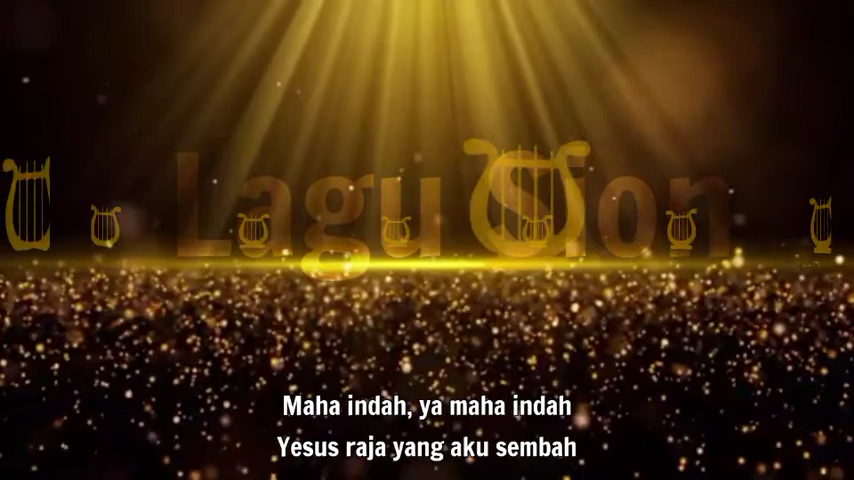 Lagu Sion
Maha indah, ya maha indah
Yesus raja yang aku sembah